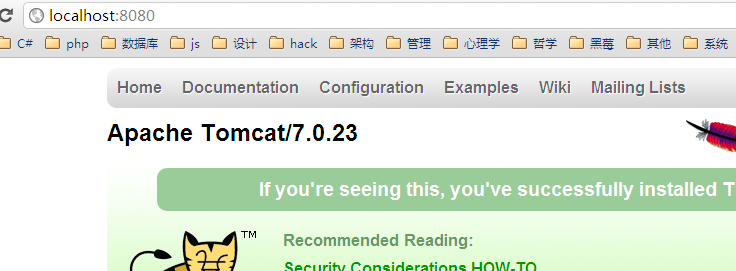 localhost:8080
C# php 数据库 js 设计 hack 架构 管理 心理学 哲学 黑莓 其他 系统
Home Documentation Configuration Examples Wiki Mailing Lists
Apache Tomcat/7.0.23
If you're seeing this, you've successfully installed T
TM
Recommended Reading:
Security Considerations HOW-TO